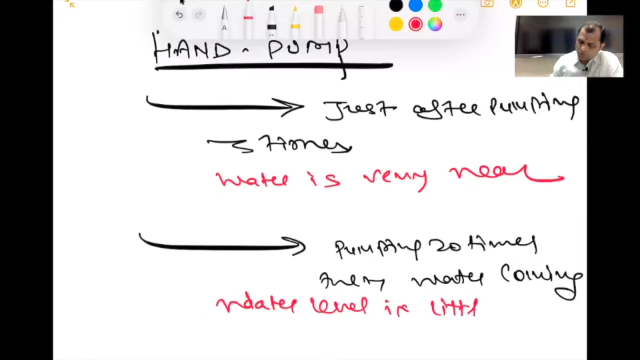 HAND - PUMP
Just after pumping
5 times
water is very near
pumping 20 times
then water coming
water level is littl